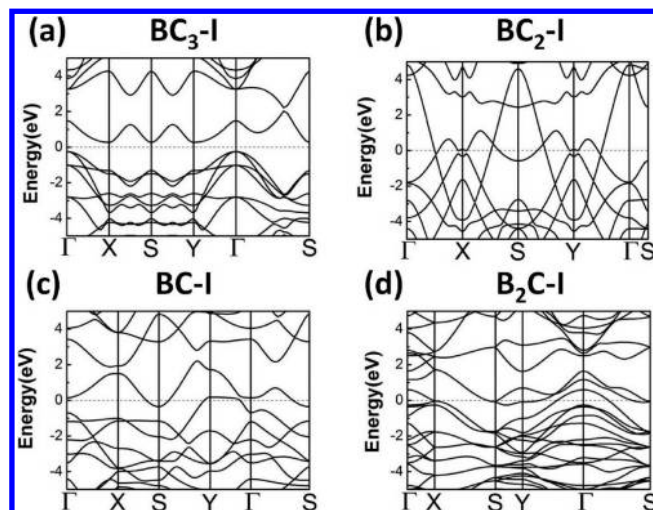 (a) BC₃-I
(b) BC₂-I
Energy(eV)
4
2
0
-2
-4
Γ X S Y Γ S
Energy(eV)
4
2
0
-2
-4
Γ X S Y Γ S
(c) BC-I
(d) B₂C-I
Energy(eV)
4
2
0
-2
-4
Γ X S Y Γ S
Energy(eV)
4
2
0
-2
-4
Γ X S Y Γ S